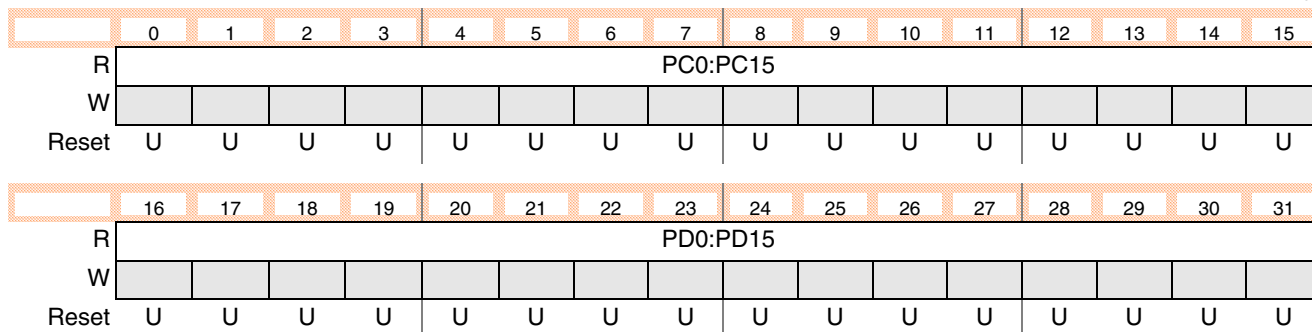 0 1 2 3 4 5 6 7 8 9 10 11 12 13 14 15
R PC0:PC15
W
Reset U U U U U U U U U U U U U U U U
16 17 18 19 20 21 22 23 24 25 26 27 28 29 30 31
R PD0:PD15
W
Reset U U U U U U U U U U U U U U U U